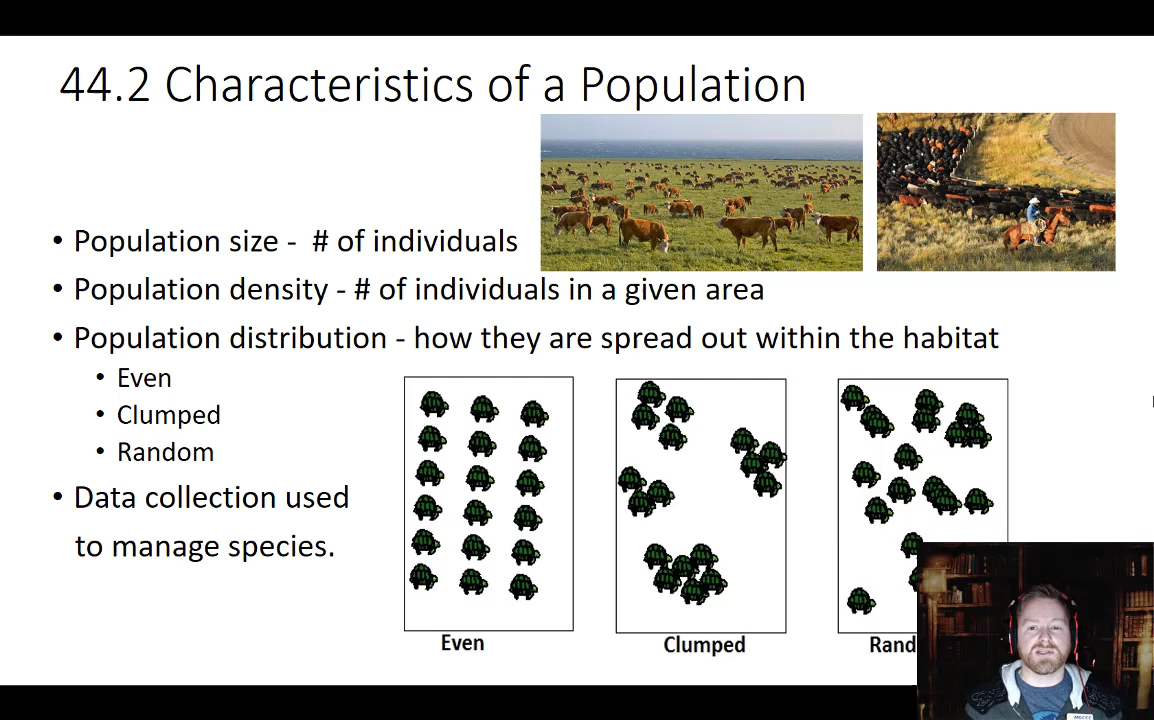 44.2 Characteristics of a Population
• Population size - # of individuals
• Population density - # of individuals in a given area
• Population distribution - how they are spread out within the habitat
• Even
• Clumped
• Random
• Data collection used
to manage species.
Even
Clumped
Rand